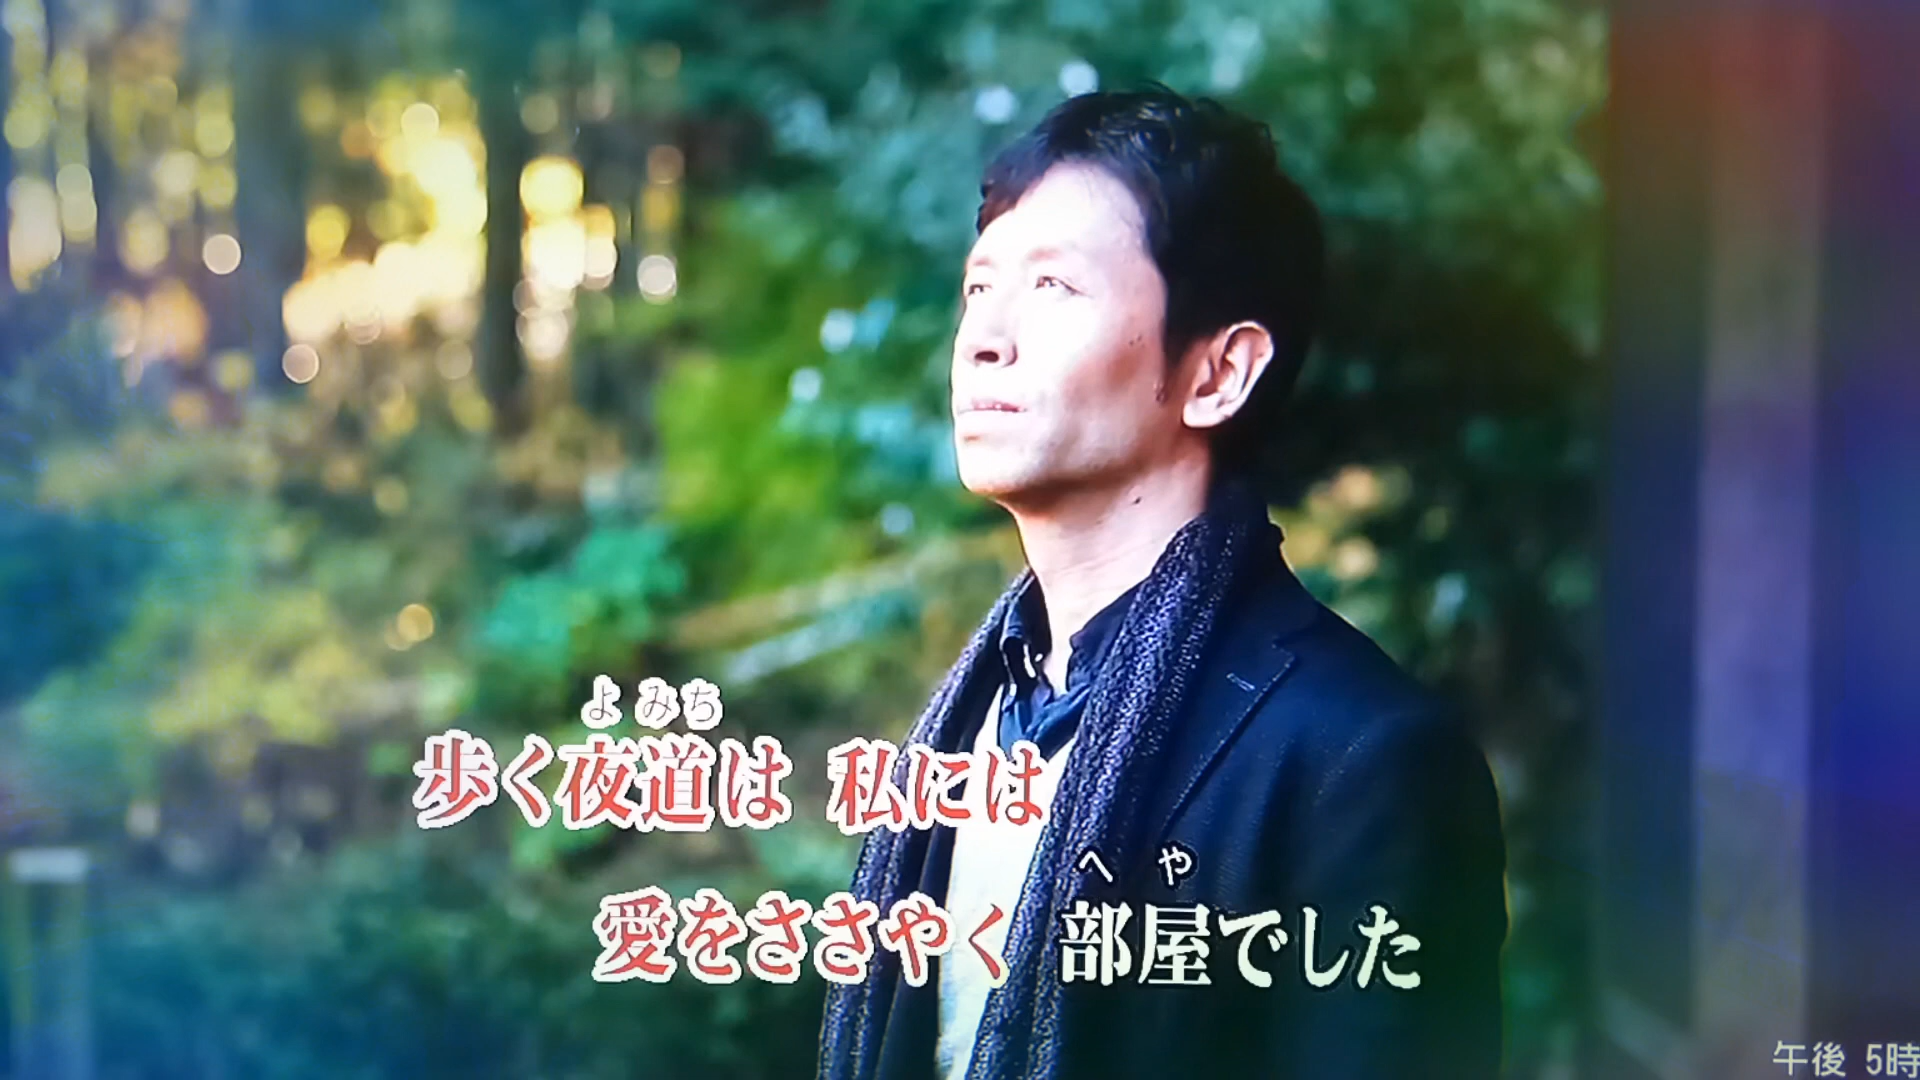 よみち
歩く夜道は 私には
へや
愛をささやく 部屋でした
午後 5時